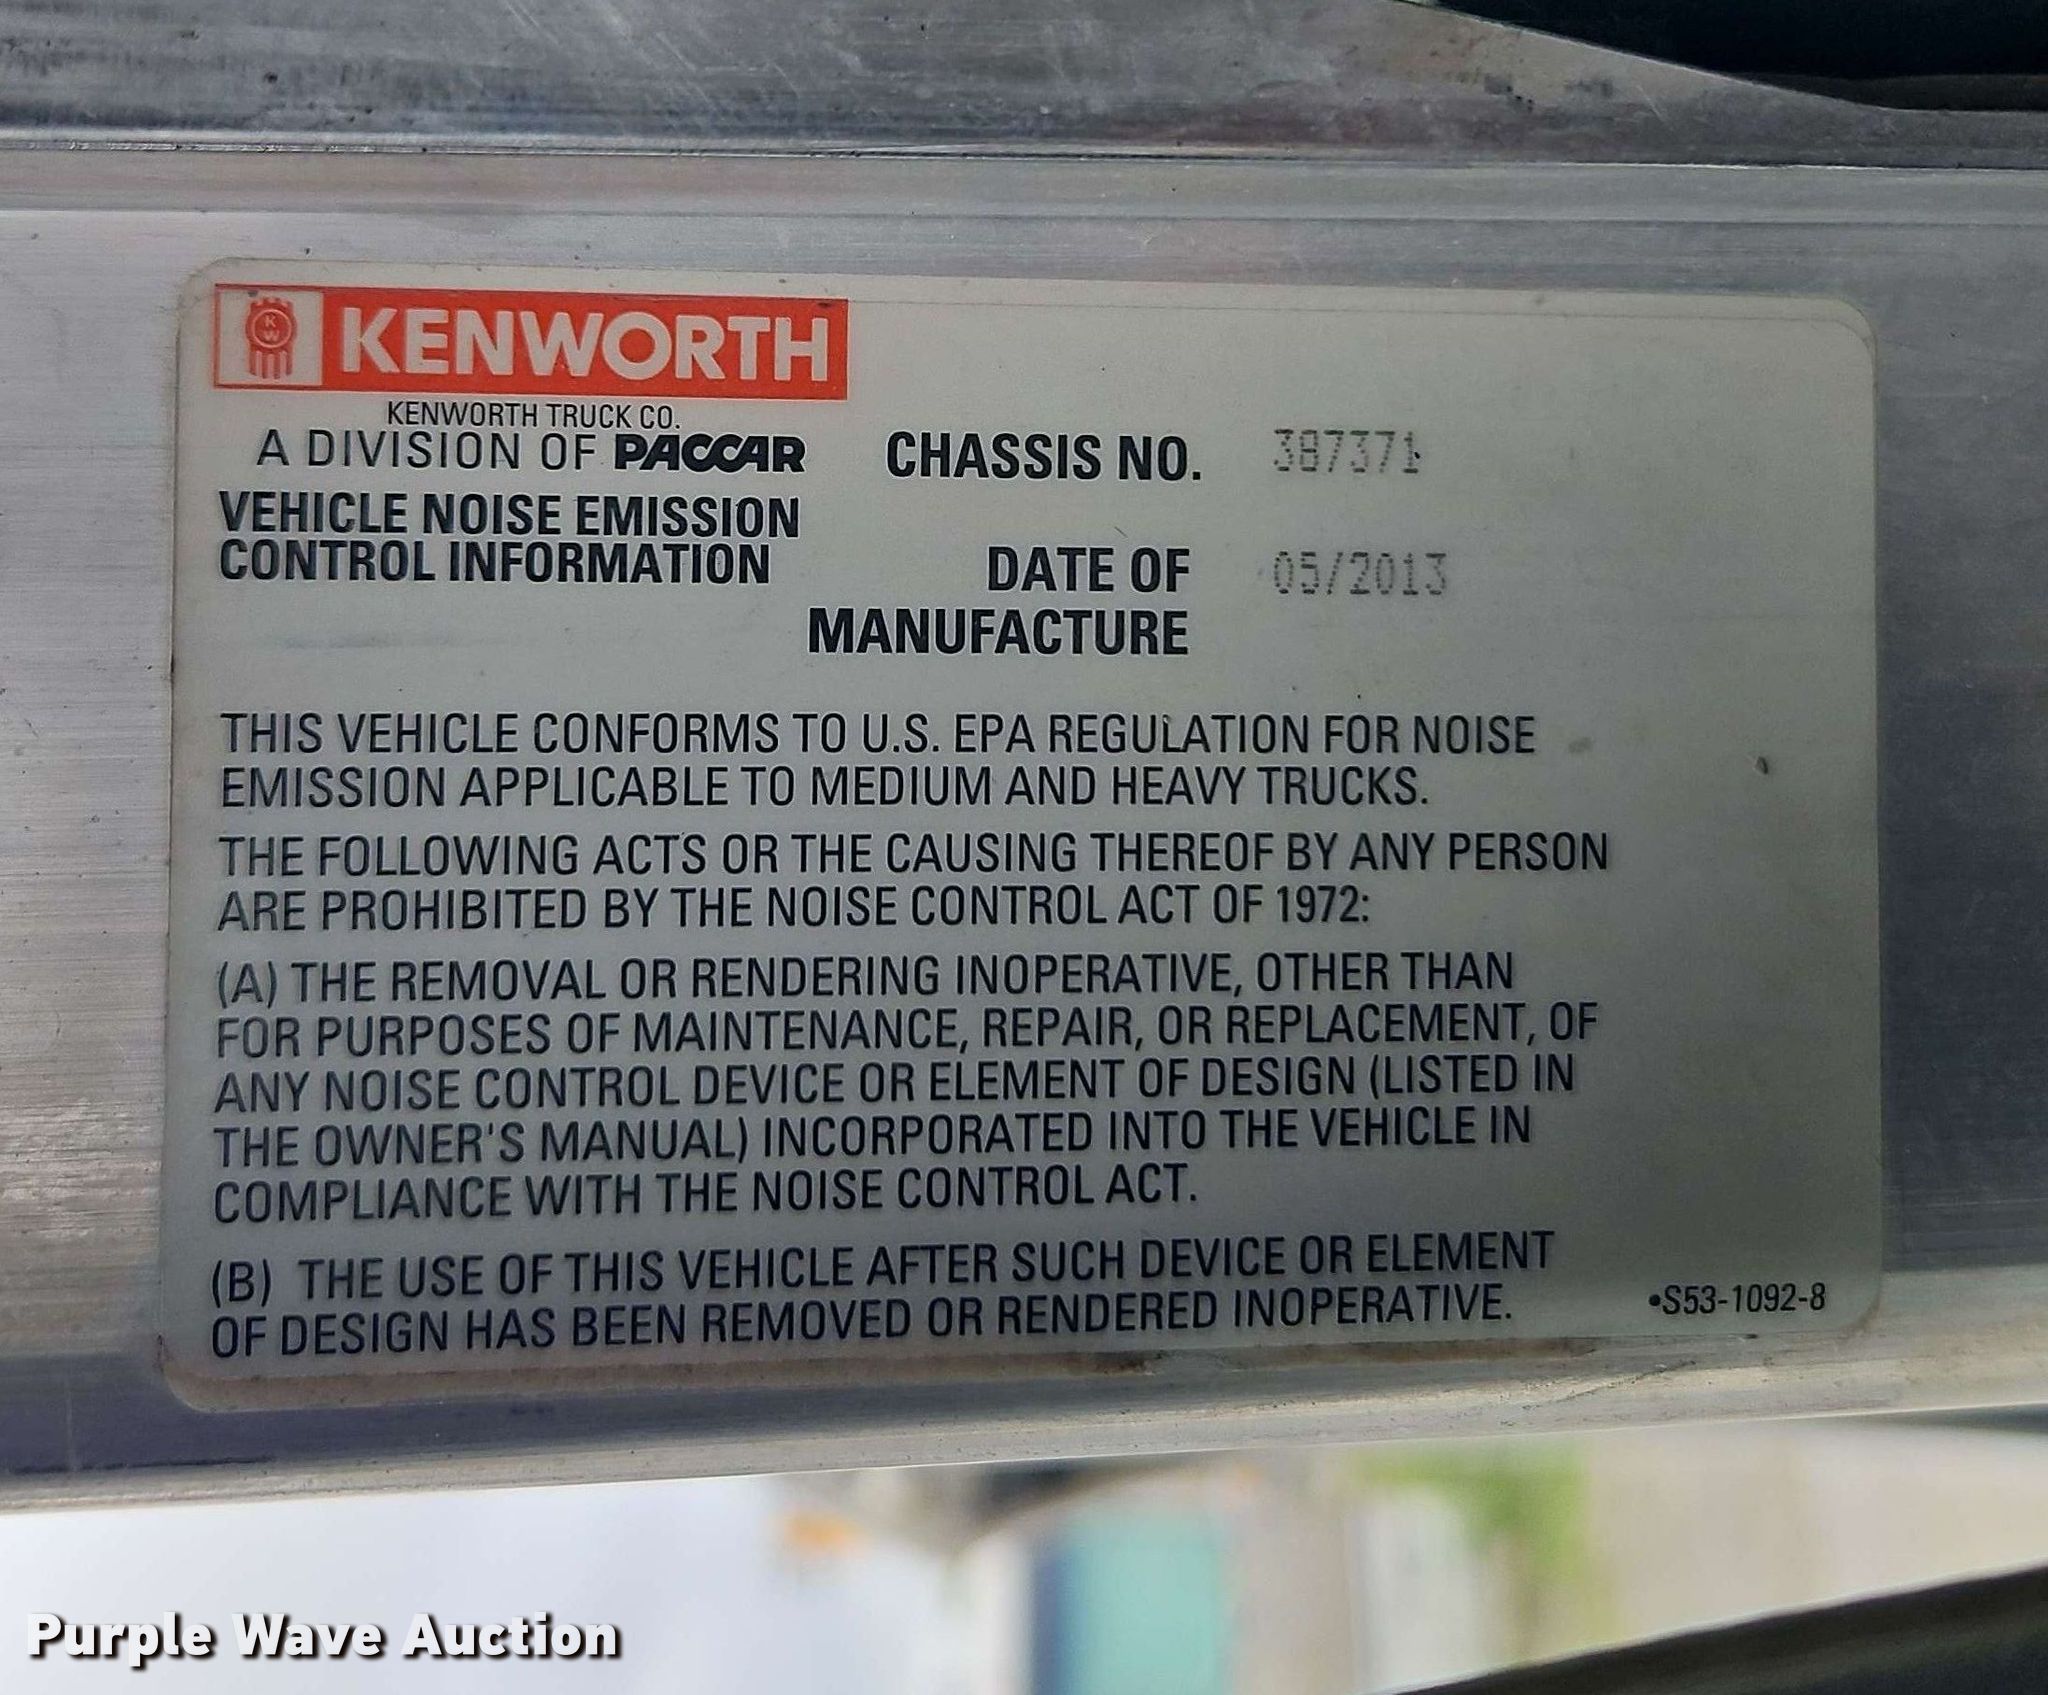 KENWORTH
KENWORTH TRUCK CO.
A DIVISION OF PACCAR
VEHICLE NOISE EMISSION
CONTROL INFORMATION
CHASSIS NO. 387371
DATE OF 05/2013
MANUFACTURE
THIS VEHICLE CONFORMS TO U.S. EPA REGULATION FOR NOISE
EMISSION APPLICABLE TO MEDIUM AND HEAVY TRUCKS.
THE FOLLOWING ACTS OR THE CAUSING THEREOF BY ANY PERSON
ARE PROHIBITED BY THE NOISE CONTROL ACT OF 1972:
(A) THE REMOVAL OR RENDERING INOPERATIVE, OTHER THAN
FOR PURPOSES OF MAINTENANCE, REPAIR, OR REPLACEMENT, OF
ANY NOISE CONTROL DEVICE OR ELEMENT OF DESIGN (LISTED IN
THE OWNER'S MANUAL) INCORPORATED INTO THE VEHICLE IN
COMPLIANCE WITH THE NOISE CONTROL ACT.
(B) THE USE OF THIS VEHICLE AFTER SUCH DEVICE OR ELEMENT
OF DESIGN HAS BEEN REMOVED OR RENDERED INOPERATIVE.
•S53-1092-8
Purple Wave Auction